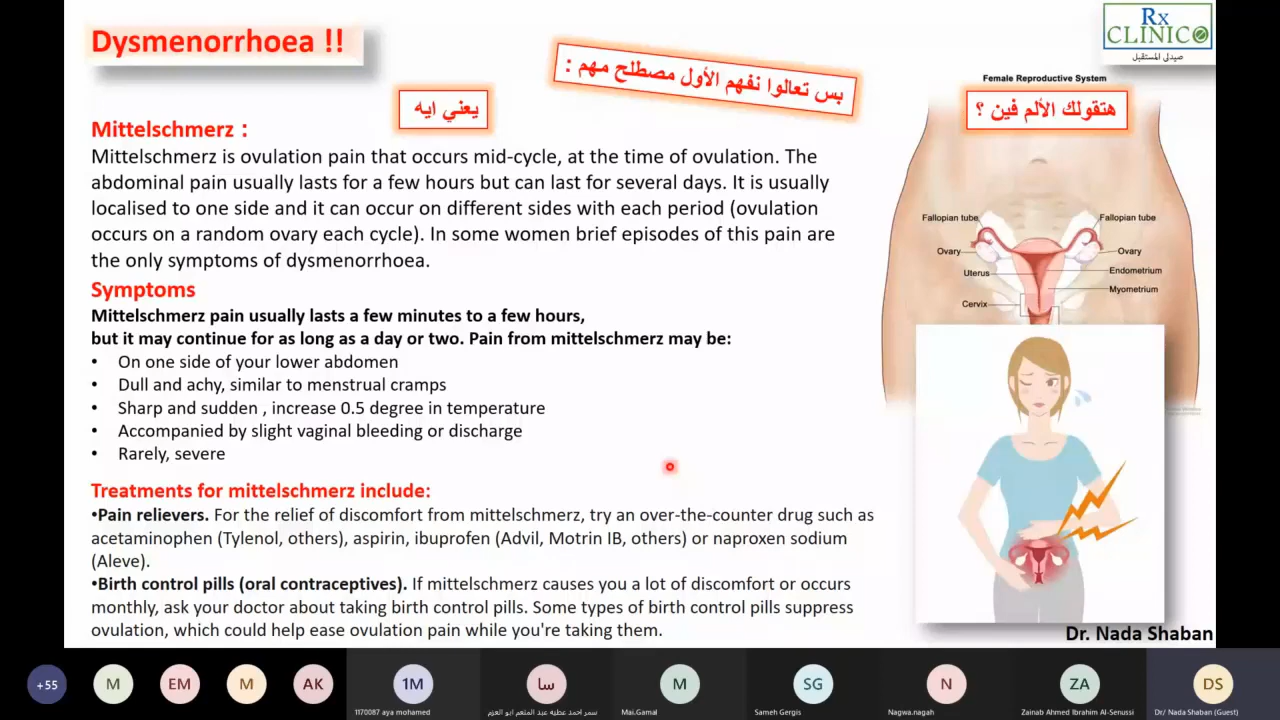 Dysmenorrhoea !!
Rx
CLINICO
صيدلي المستقبل
بس تعالوا نفهم الأول مصطلح مهم :
يعني ايه
هتقولك الألم فين ؟
Mittelschmerz :
Mittelschmerz is ovulation pain that occurs mid-cycle, at the time of ovulation. The
abdominal pain usually lasts for a few hours but can last for several days. It is usually
localised to one side and it can occur on different sides with each period (ovulation
occurs on a random ovary each cycle). In some women brief episodes of this pain are
the only symptoms of dysmenorrhoea.
Symptoms
Mittelschmerz pain usually lasts a few minutes to a few hours,
but it may continue for as long as a day or two. Pain from mittelschmerz may be:
• On one side of your lower abdomen
• Dull and achy, similar to menstrual cramps
• Sharp and sudden , increase 0.5 degree in temperature
• Accompanied by slight vaginal bleeding or discharge
• Rarely, severe
Treatments for mittelschmerz include:
•Pain relievers. For the relief of discomfort from mittelschmerz, try an over-the-counter drug such as
acetaminophen (Tylenol, others), aspirin, ibuprofen (Advil, Motrin IB, others) or naproxen sodium
(Aleve).
•Birth control pills (oral contraceptives). If mittelschmerz causes you a lot of discomfort or occurs
monthly, ask your doctor about taking birth control pills. Some types of birth control pills suppress
ovulation, which could help ease ovulation pain while you're taking them.
Female Reproductive System
Fallopian tube
Fallopian tube
Ovary
Ovary
Uterus
Endometrium
Myometrium
Cervix
Dr. Nada Shaban
+55
M
EM
M
AK
1M
سا
M
SG
N
ZA
DS
1170087 aya mohamed
سمر احمد عطيه عبد المنعم ابو العزم
Mai.Gamal
Sameh Gergis
Nagwa.nagah
Zainab Ahmed Ibrahim Al-Senussi
Dr/ Nada Shaban (Guest)